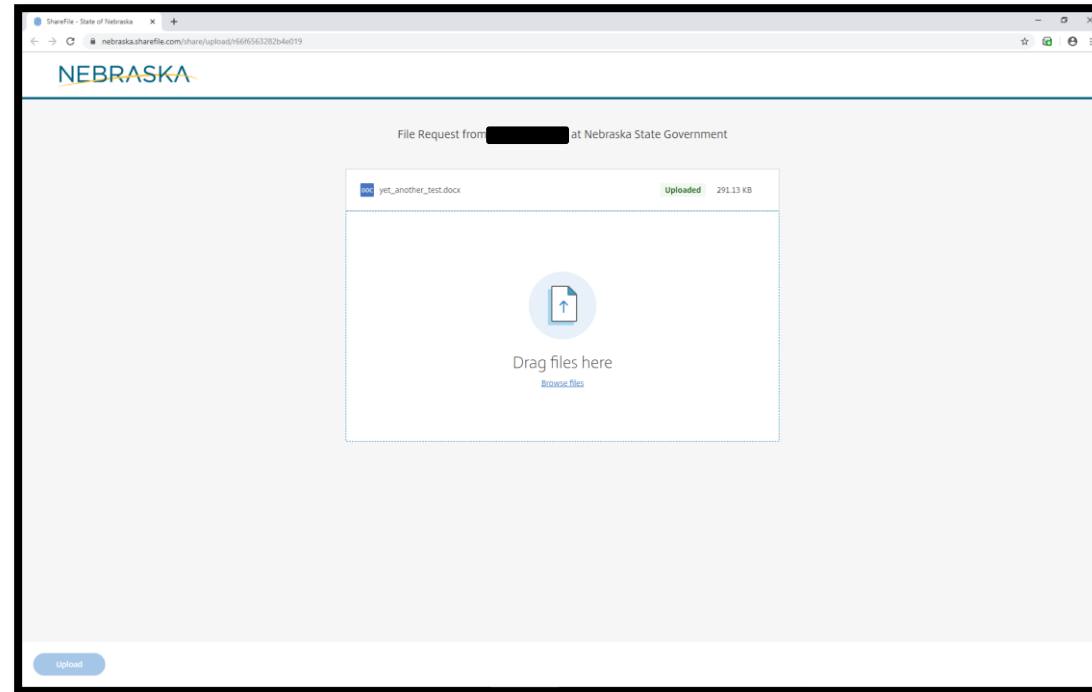 ShareFile - State of Nebraska
nebraska.sharefile.com/share/upload/r66f6563282b4e019
NEBRASKA
File Request from at Nebraska State Government
DOC yet_another_test.docx Uploaded 291.13 KB
Drag files here
Browse files
Upload